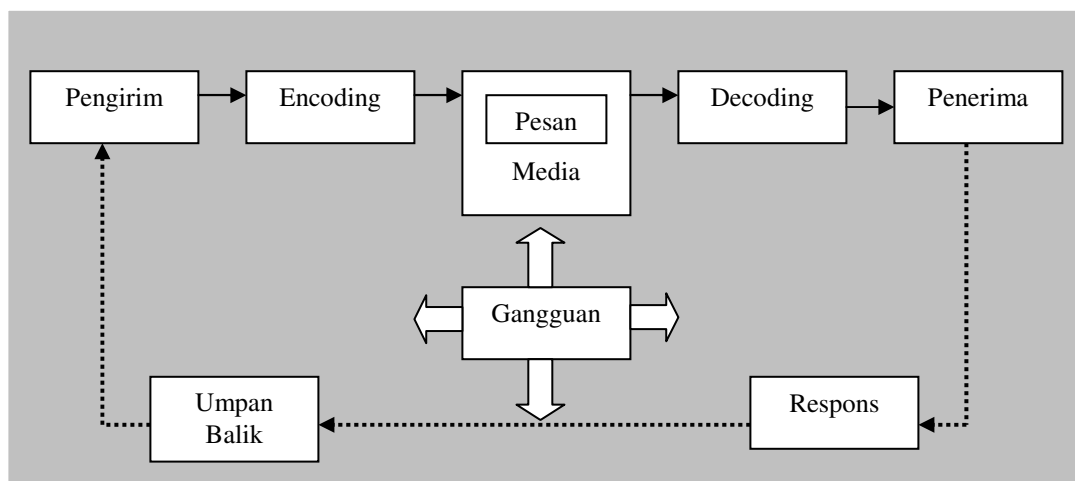 Pengirim
Encoding
Pesan
Media
Decoding
Penerima
Gangguan
Umpan
Balik
Respons